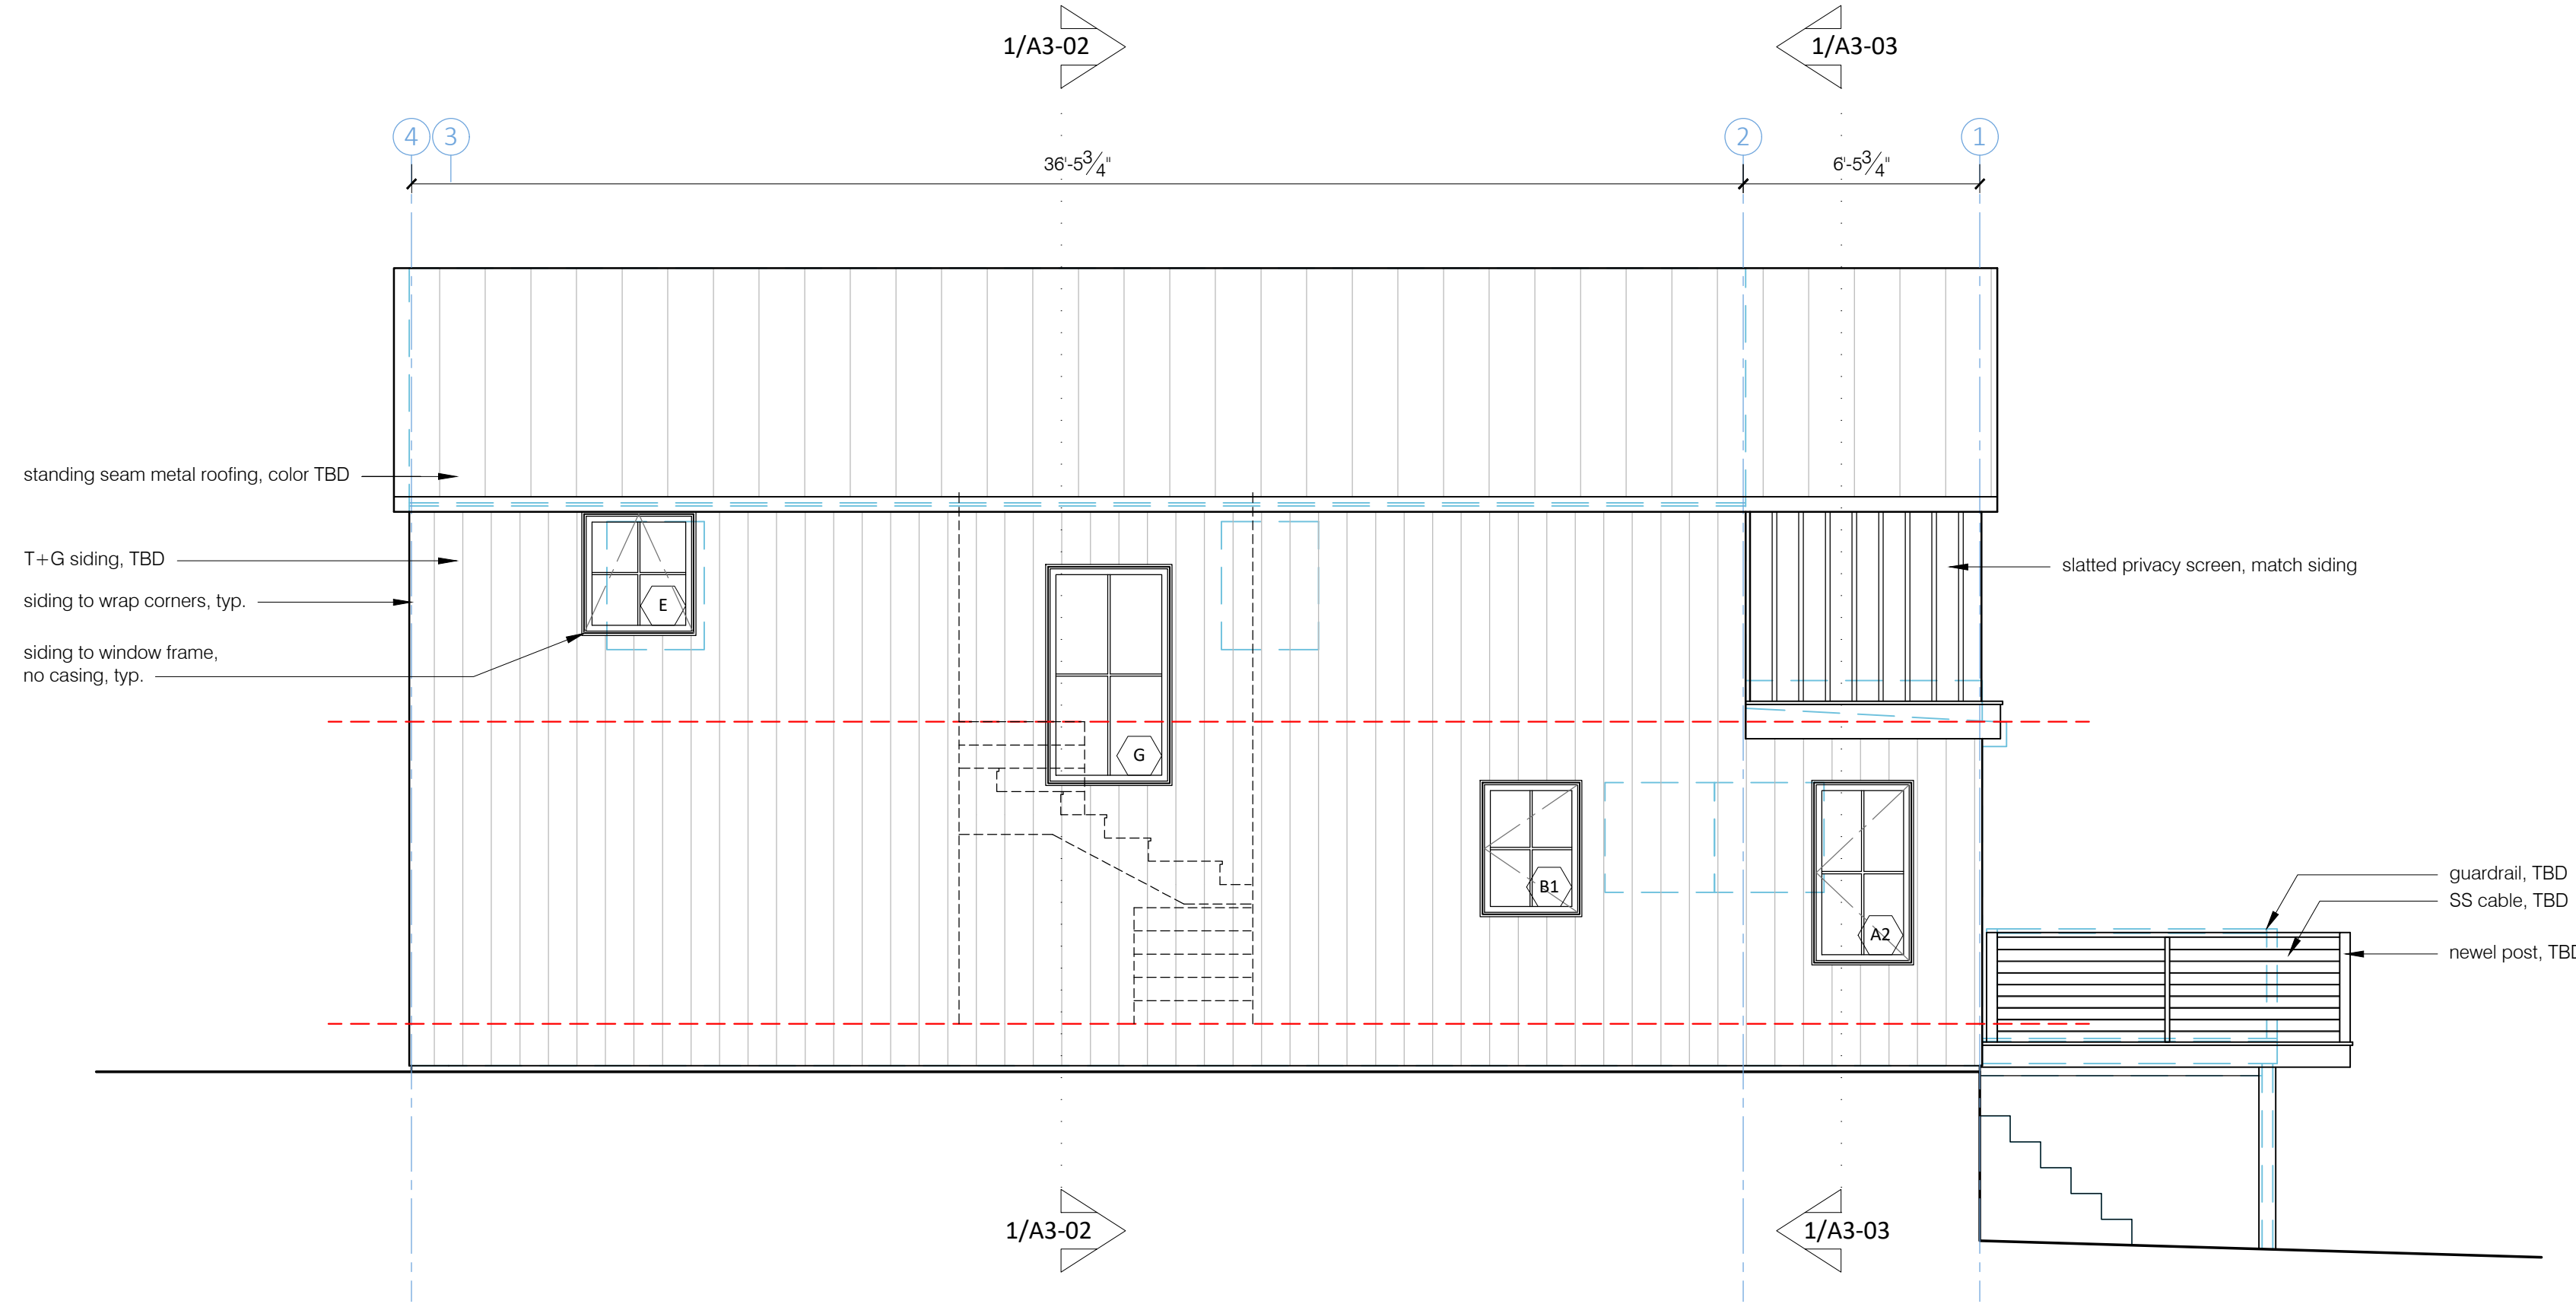 1/A3-02
1/A3-03
4
3
2
1
36'-5 3/4"
6'-5 3/4"
standing seam metal roofing, color TBD
T+G siding, TBD
slatted privacy screen, match siding
siding to wrap corners, typ.
E
siding to window frame,
no casing, typ.
G
guardrail, TBD
B1
SS cable, TBD
A2
newel post, TBD
1/A3-02
1/A3-03